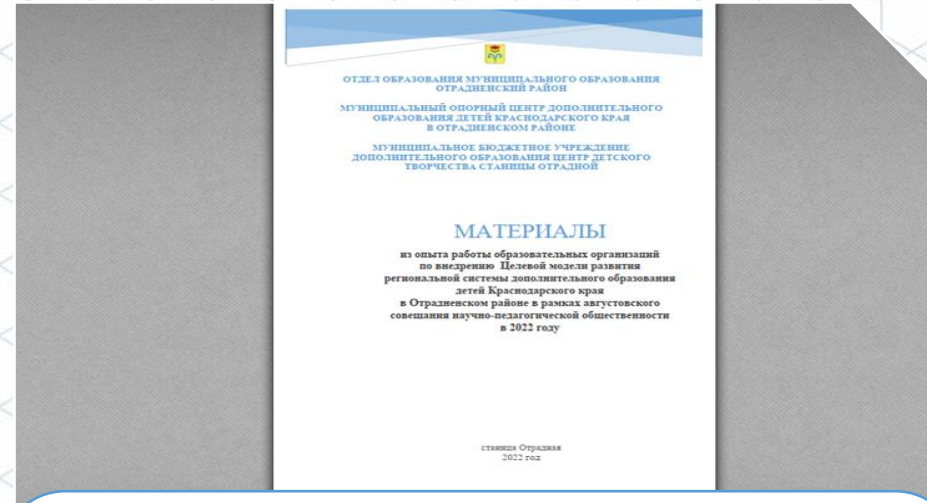 ОТДЕЛ ОБРАЗОВАНИЯ МУНИЦИПАЛЬНОГО ОБРАЗОВАНИЯ
ОТРАДНЕНСКИЙ РАЙОН
МУНИЦИПАЛЬНЫЙ ОПОРНЫЙ ЦЕНТР ДОПОЛНИТЕЛЬНОГО
ОБРАЗОВАНИЯ ДЕТЕЙ КРАСНОДАРСКОГО КРАЯ
В ОТРАДНЕНСКОМ РАЙОНЕ
МУНИЦИПАЛЬНОЕ БЮДЖЕТНОЕ УЧРЕЖДЕНИЕ
ДОПОЛНИТЕЛЬНОГО ОБРАЗОВАНИЯ ЦЕНТР ДЕТСКОГО
ТВОРЧЕСТВА СТАНИЦЫ ОТРАДНОЙ
МАТЕРИАЛЫ
из опыта работы образовательных организаций
по внедрению Целевой модели развития
региональной системы дополнительного образования
детей Краснодарского края
в Отрадненском районе в рамках августовского
совещания научно-педагогической общественности
в 2022 году
станица Отрадная
2022 год